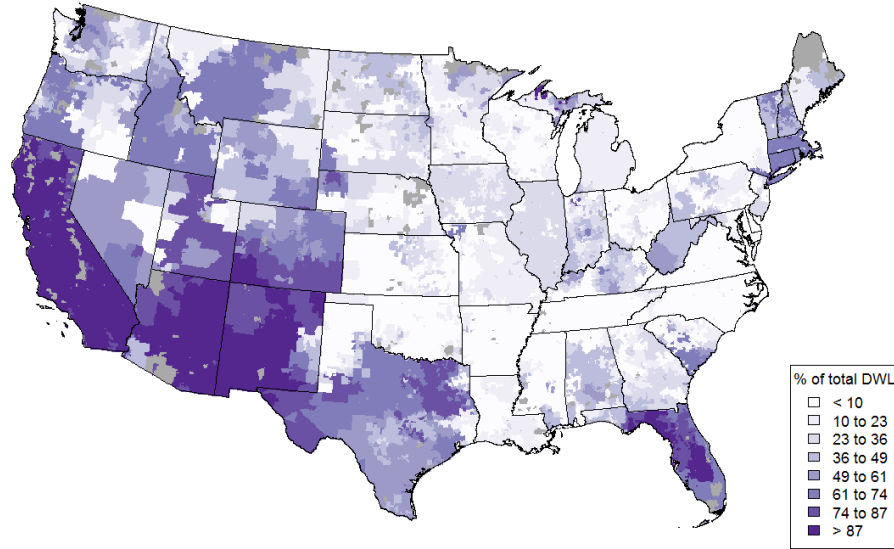 % of total DWL
< 10
10 to 23
23 to 36
36 to 49
49 to 61
61 to 74
74 to 87
> 87